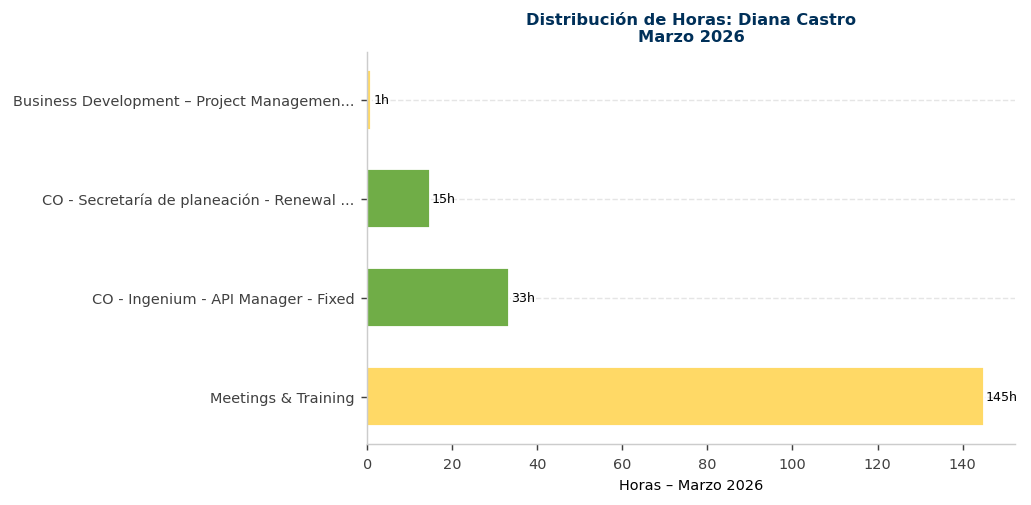 Distribución de Horas: Diana Castro
Marzo 2026
Business Development – Project Managemen...
1h
CO - Secretaría de planeación - Renewal ...
15h
CO - Ingenium - API Manager - Fixed
33h
Meetings & Training
145h
0 20 40 60 80 100 120 140
Horas – Marzo 2026